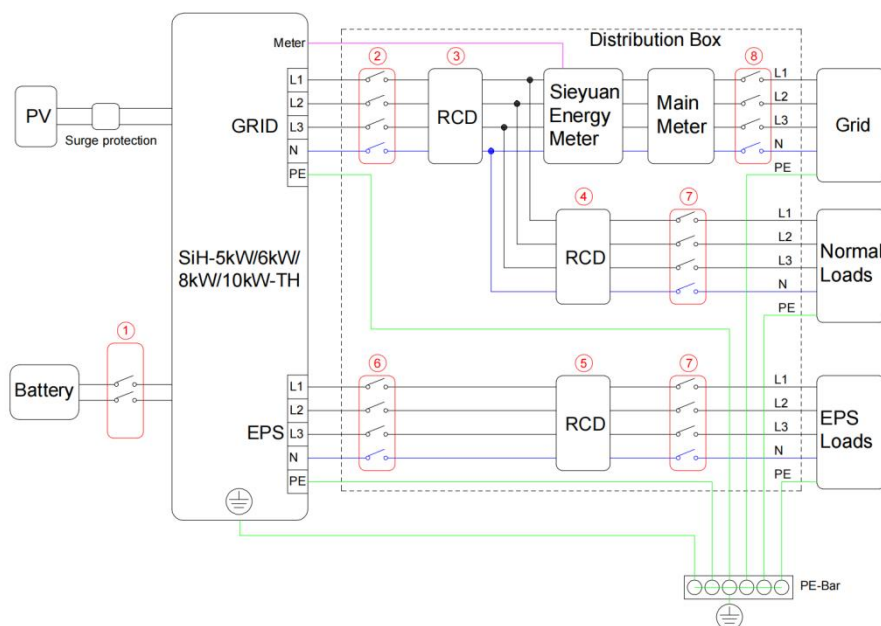 Distribution Box
Meter
② ③ ⑧
L1 L1
L2 L2
L3 L3
N N
PE PE
GRID
RCD
Sieyuan
Energy
Meter
Main
Meter
Grid
PV
Surge protection
SiH-5kW/6kW/
8kW/10kW-TH
④ ⑦
RCD
L1
L2
L3
N
PE
Normal
Loads
①
Battery
⑥ ⑤ ⑦
L1 L1
L2 L2
L3 L3
N N
PE PE
EPS
RCD
EPS
Loads
PE-Bar